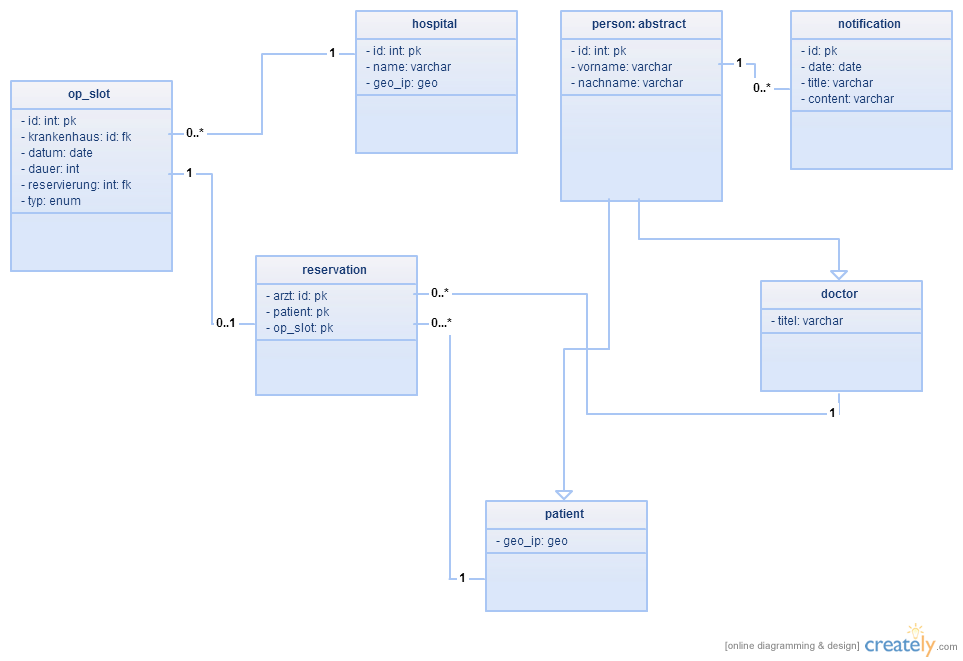 hospital
- id: int: pk
- name: varchar
- geo_ip: geo
person: abstract
- id: int: pk
- vorname: varchar
- nachname: varchar
notification
- id: pk
- date: date
- title: varchar
- content: varchar
1
1
0..*
op_slot
- id: int: pk
- krankenhaus: id: fk
- datum: date
- dauer: int
- reservierung: int: fk
- typ: enum
0..*
1
reservation
- arzt: id: pk
- patient: pk
- op_slot: pk
0..*
0...*
0..1
doctor
- titel: varchar
1
patient
- geo_ip: geo
1
[online diagramming & design] creately.com